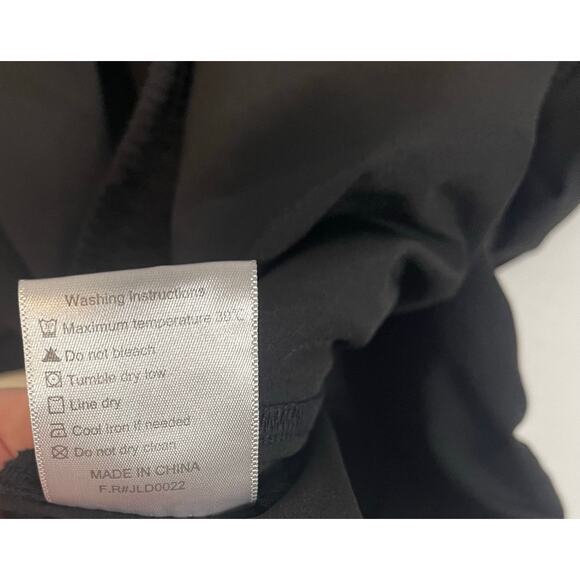 Washing Instructions
Maximum temperature 30°C
Do not bleach
Tumble dry low
Line dry
Cool iron if needed
Do not dry clean
MADE IN CHINA
F.R#JLD0022